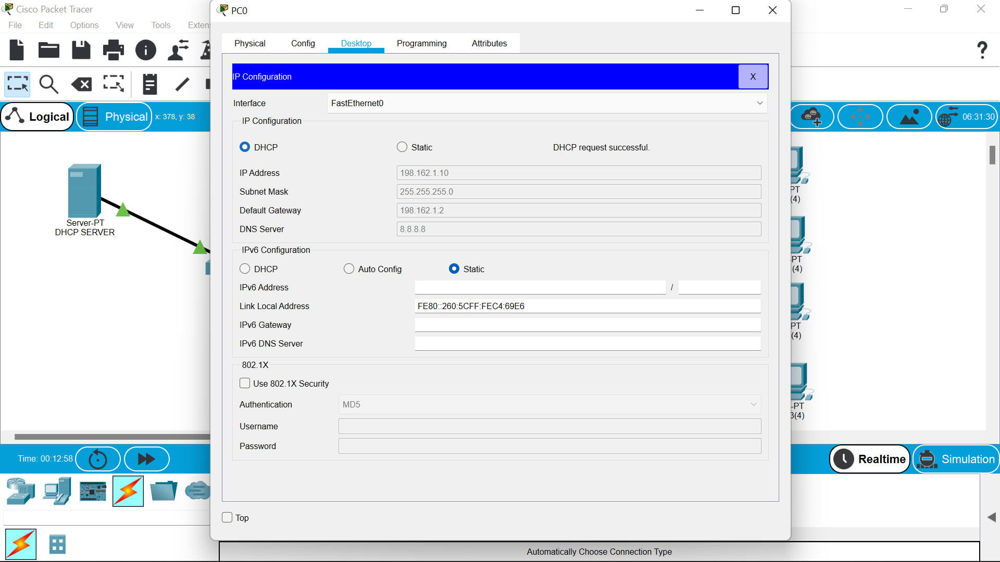 Cisco Packet Tracer
File Edit Options View Tools Exten
Logical
Physical
x: 378, y: 38
Server-PT
DHCP SERVER
Time: 00:12:58
PC0
Physical Config Desktop Programming Attributes
IP Configuration X
Interface FastEthernet0
IP Configuration
DHCP Static DHCP request successful.
IP Address 198.162.1.10
Subnet Mask 255.255.255.0
Default Gateway 198.162.1.2
DNS Server 8.8.8.8
IPv6 Configuration
DHCP Auto Config Static
IPv6 Address /
Link Local Address FE80::260:5CFF:FEC4:69E6
IPv6 Gateway
IPv6 DNS Server
802.1X
Use 802.1X Security
Authentication MD5
Username
Password
Top
?
06:31:30
PT
(4)
-PT
(4)
PT
(4)
-PT
3(4)
Realtime
Simulation
Automatically Choose Connection Type